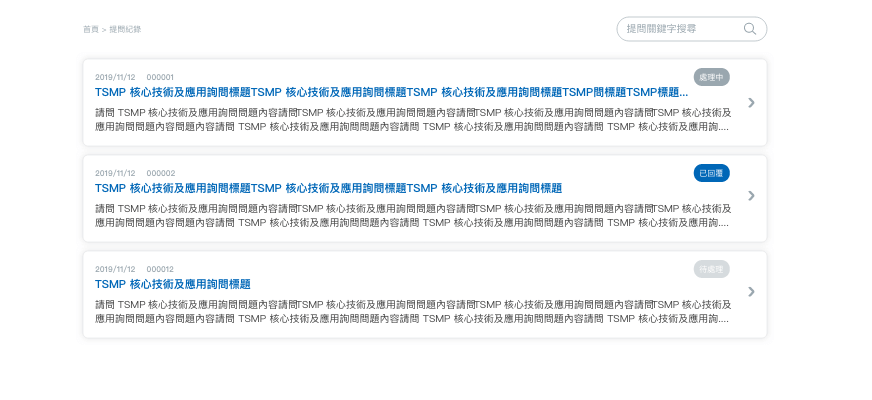 首頁 > 提問紀錄
提問關鍵字搜尋
2019/11/12 000001
處理中
TSMP 核心技術及應用詢問標題TSMP 核心技術及應用詢問標題TSMP 核心技術及應用詢問標題TSMP問標題TSMP標題...
請問 TSMP 核心技術及應用詢問問題內容請問TSMP 核心技術及應用詢問問題內容請問TSMP 核心技術及應用詢問問題內容請問TSMP 核心技術及
應用詢問問題內容問題內容請問 TSMP 核心技術及應用詢問問題內容請問 TSMP 核心技術及應用詢問問題內容請問 TSMP 核心技術及應用詢....
2019/11/12 000002
已回覆
TSMP 核心技術及應用詢問標題TSMP 核心技術及應用詢問標題TSMP 核心技術及應用詢問標題
請問 TSMP 核心技術及應用詢問問題內容請問TSMP 核心技術及應用詢問問題內容請問TSMP 核心技術及應用詢問問題內容請問TSMP 核心技術及
應用詢問問題內容問題內容請問 TSMP 核心技術及應用詢問問題內容請問 TSMP 核心技術及應用詢問問題內容請問 TSMP 核心技術及應用詢....
2019/11/12 000012
待處理
TSMP 核心技術及應用詢問標題
請問 TSMP 核心技術及應用詢問問題內容請問TSMP 核心技術及應用詢問問題內容請問TSMP 核心技術及應用詢問問題內容請問TSMP 核心技術及
應用詢問問題內容問題內容請問 TSMP 核心技術及應用詢問問題內容請問 TSMP 核心技術及應用詢問問題內容請問 TSMP 核心技術及應用詢....